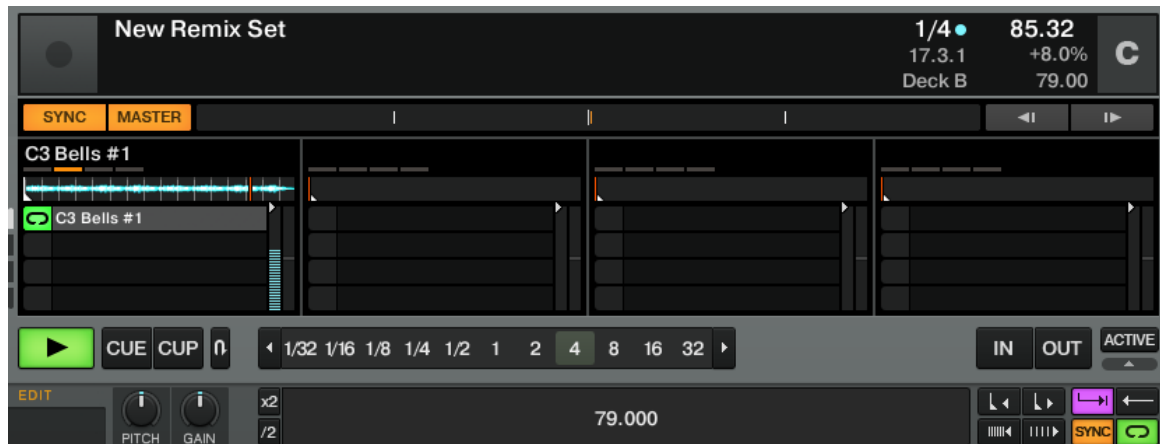 New Remix Set 1/4 85.32
17.3.1 +8.0% C
Deck B 79.00
SYNC MASTER
C3 Bells #1
C3 Bells #1
CUE CUP 1/32 1/16 1/8 1/4 1/2 1 2 4 8 16 32 IN OUT ACTIVE
EDIT
x2
79.000
PITCH GAIN /2 SYNC